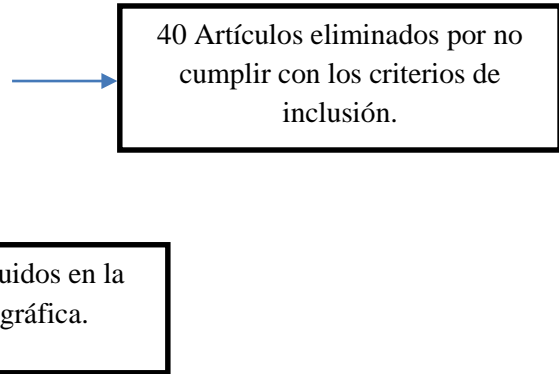 40 Artículos eliminados por no
cumplir con los criterios de
inclusión.
uidos en la
gráfica.